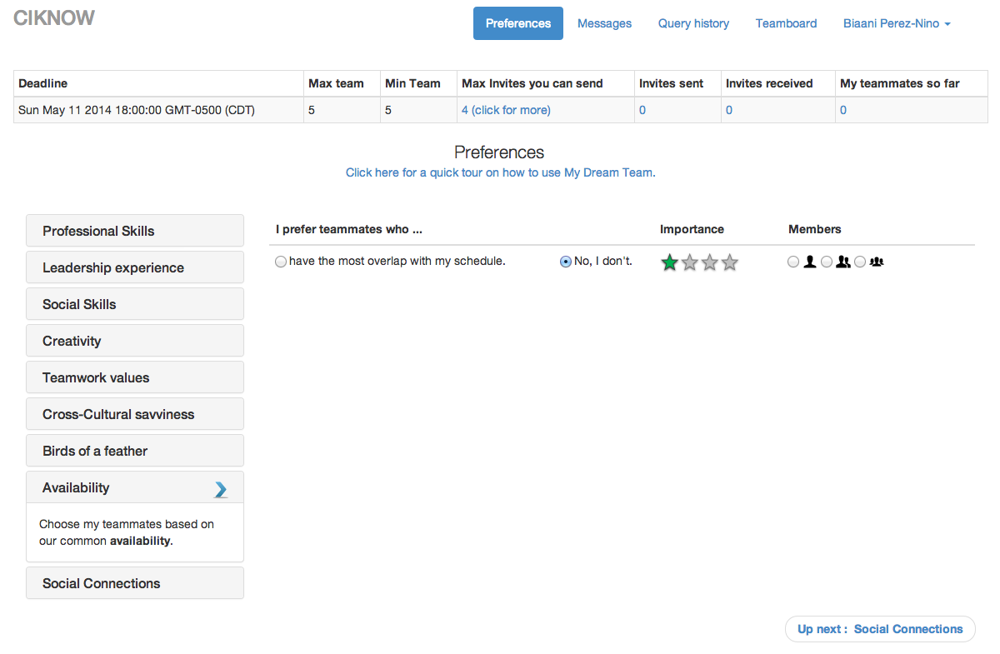 CIKNOW
Preferences Messages Query history Teamboard Biaani Perez-Nino
Deadline Max team Min Team Max Invites you can send Invites sent Invites received My teammates so far
Sun May 11 2014 18:00:00 GMT-0500 (CDT) 5 5 4 (click for more) 0 0 0
Preferences
Click here for a quick tour on how to use My Dream Team.
Professional Skills
Leadership experience
Social Skills
Creativity
Teamwork values
Cross-Cultural savviness
Birds of a feather
Availability
Choose my teammates based on
our common availability.
Social Connections
I prefer teammates who ... Importance Members
have the most overlap with my schedule. No, I don't.
Up next : Social Connections